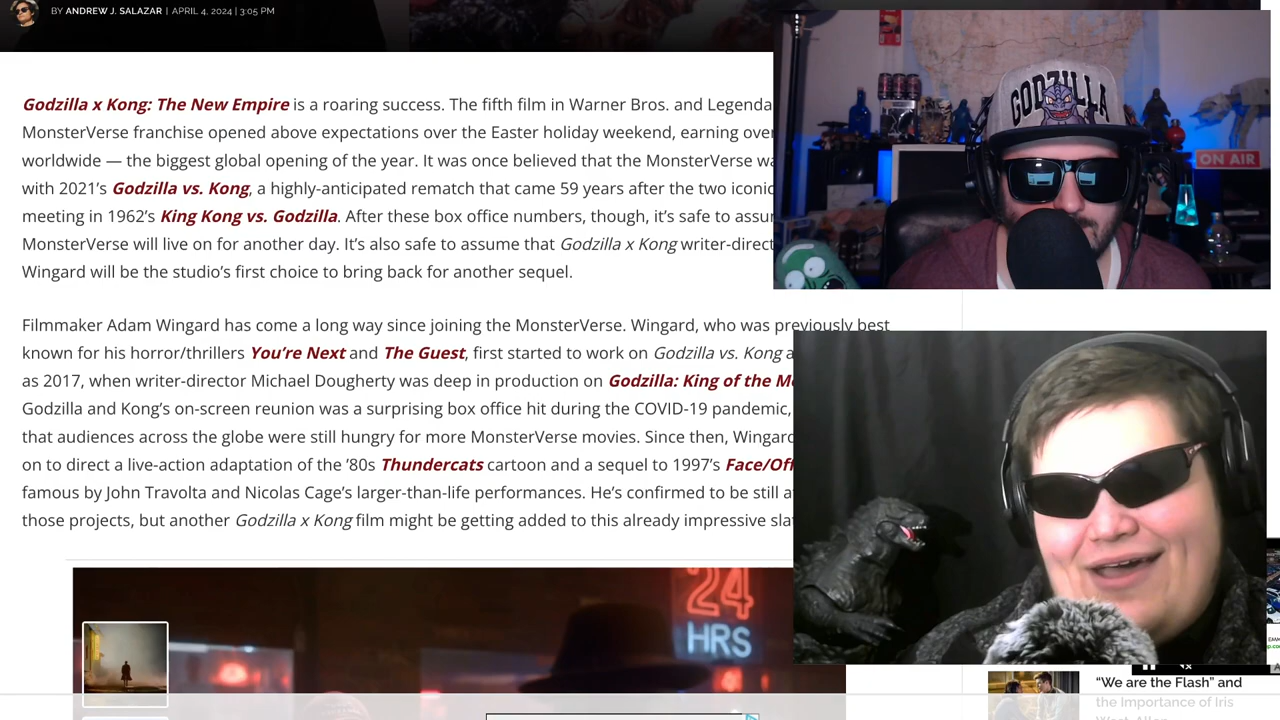 BY ANDREW J. SALAZAR | APRIL 4, 2024 | 3:05 PM
Godzilla x Kong: The New Empire is a roaring success. The fifth film in Warner Bros. and
MonsterVerse franchise opened above expectations over the Easter holiday weekend, earning
worldwide — the biggest global opening of the year. It was once believed that the MonsterVerse
with 2021's Godzilla vs. Kong, a highly-anticipated rematch that came 59 years after the two iconic
meeting in 1962's King Kong vs. Godzilla. After these box office numbers, though, it's safe to
MonsterVerse will live on for another day. It's also safe to assume that Godzilla x Kong
Wingard will be the studio's first choice to bring back for another sequel.
Filmmaker Adam Wingard has come a long way since joining the MonsterVerse. Wingard, who was previously best
known for his horror/thrillers You're Next and The Guest, first started to work on Godzilla vs. Kong
as 2017, when writer-director Michael Dougherty was deep in production on Godzilla: King of the
Godzilla and Kong's on-screen reunion was a surprising box office hit during the COVID-19 pandemic,
that audiences across the globe were still hungry for more MonsterVerse movies. Since then,
on to direct a live-action adaptation of the '80s Thundercats cartoon and a sequel to 1997's
famous by John Travolta and Nicolas Cage's larger-than-life performances. He's confirmed to be still
those projects, but another Godzilla x Kong film might be getting added to this already impressive
GODZILLA
ON AIR
24
HRS
"We are the Flash" and
the Importance of Iris
West-Allen